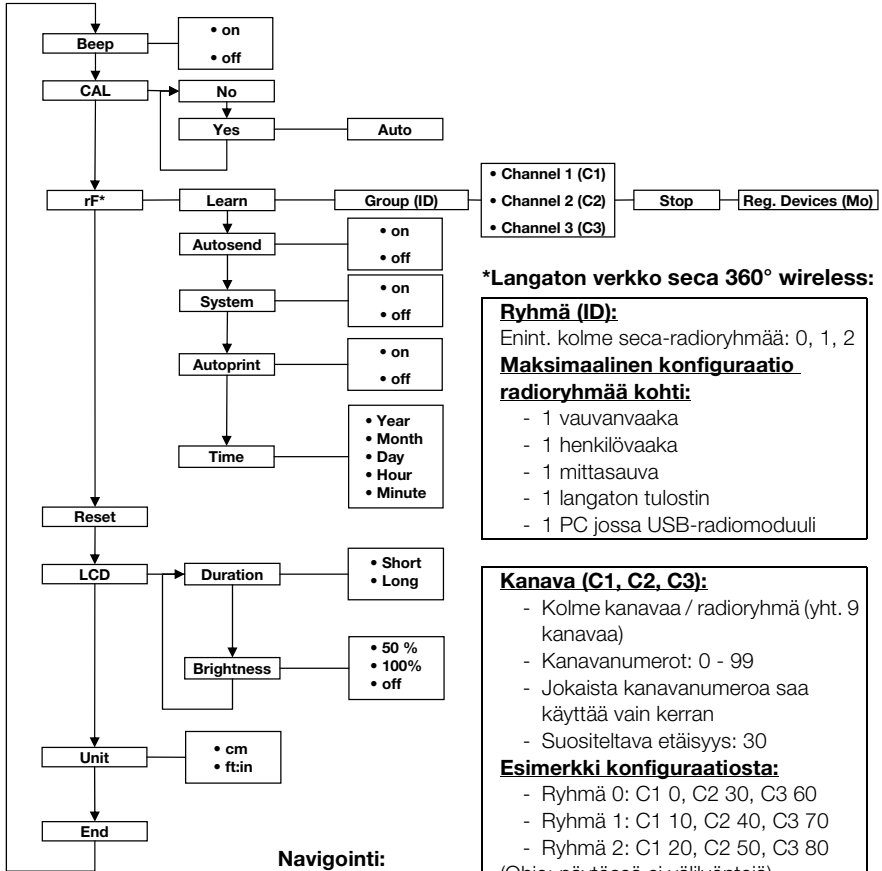 Beep
• on
• off
CAL
No
Yes
Auto
rF*
Learn
Group (ID)
• Channel 1 (C1)
• Channel 2 (C2)
• Channel 3 (C3)
Stop
Reg. Devices (Mo)
Autosend
• on
• off
System
• on
• off
Autoprint
• on
• off
Time
• Year
• Month
• Day
• Hour
• Minute
Reset
LCD
Duration
• Short
• Long
Brightness
• 50 %
• 100%
• off
Unit
• cm
• ft:in
End
Navigointi:
*Langaton verkko seca 360° wireless:
Ryhmä (ID):
Enint. kolme seca-radioryhmää: 0, 1, 2
Maksimaalinen konfiguraatio
radioryhmää kohti:
- 1 vauvanvaaka
- 1 henkilövaaka
- 1 mittasauva
- 1 langaton tulostin
- 1 PC jossa USB-radiomoduuli
Kanava (C1, C2, C3):
- Kolme kanavaa / radioryhmä (yht. 9
kanavaa)
- Kanavanumerot: 0 - 99
- Jokaista kanavanumeroa saa
käyttää vain kerran
- Suositeltava etäisyys: 30
Esimerkki konfiguraatiosta:
- Ryhmä 0: C1 0, C2 30, C3 60
- Ryhmä 1: C1 10, C2 40, C3 70
- Ryhmä 2: C1 20, C2 50, C3 80